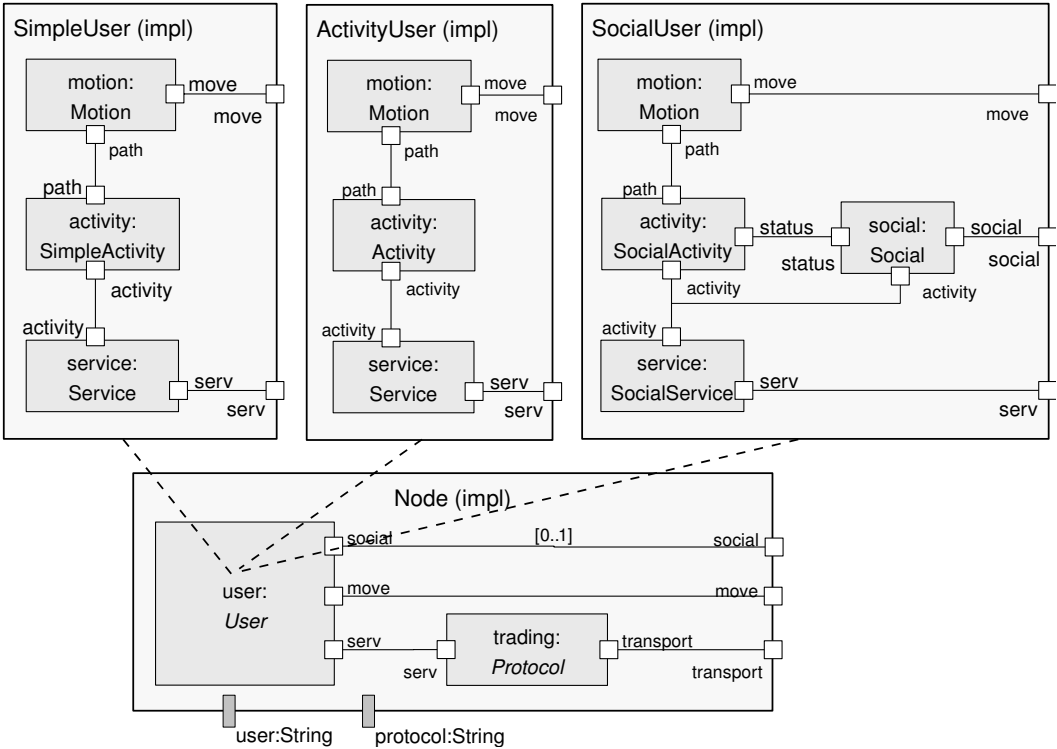 SimpleUser (impl)
motion:
Motion
move
move
path
path
activity:
SimpleActivity
activity
activity
service:
Service
serv
serv
ActivityUser (impl)
motion:
Motion
move
move
path
path
activity:
Activity
activity
activity
service:
Service
serv
serv
SocialUser (impl)
motion:
Motion
move
move
path
path
activity:
SocialActivity
status
status
social:
Social
social
social
activity
activity
activity
service:
SocialService
serv
serv
Node (impl)
user:
User
social
[0..1]
social
move
move
serv
serv
trading:
Protocol
transport
transport
user:String
protocol:String